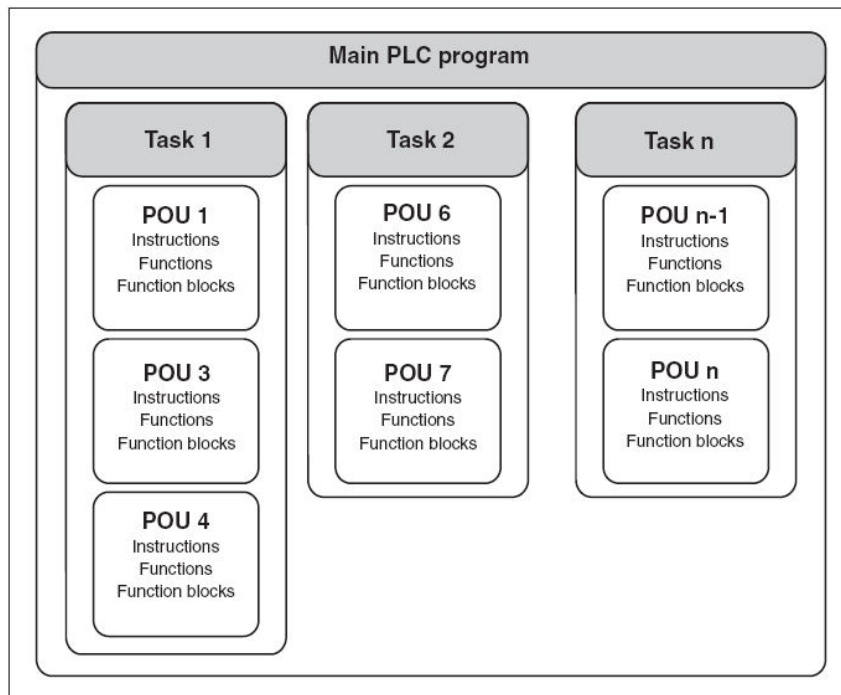 Main PLC program
Task 1
POU 1
Instructions
Functions
Function blocks
POU 3
Instructions
Functions
Function blocks
POU 4
Instructions
Functions
Function blocks
Task 2
POU 6
Instructions
Functions
Function blocks
POU 7
Instructions
Functions
Function blocks
Task n
POU n-1
Instructions
Functions
Function blocks
POU n
Instructions
Functions
Function blocks